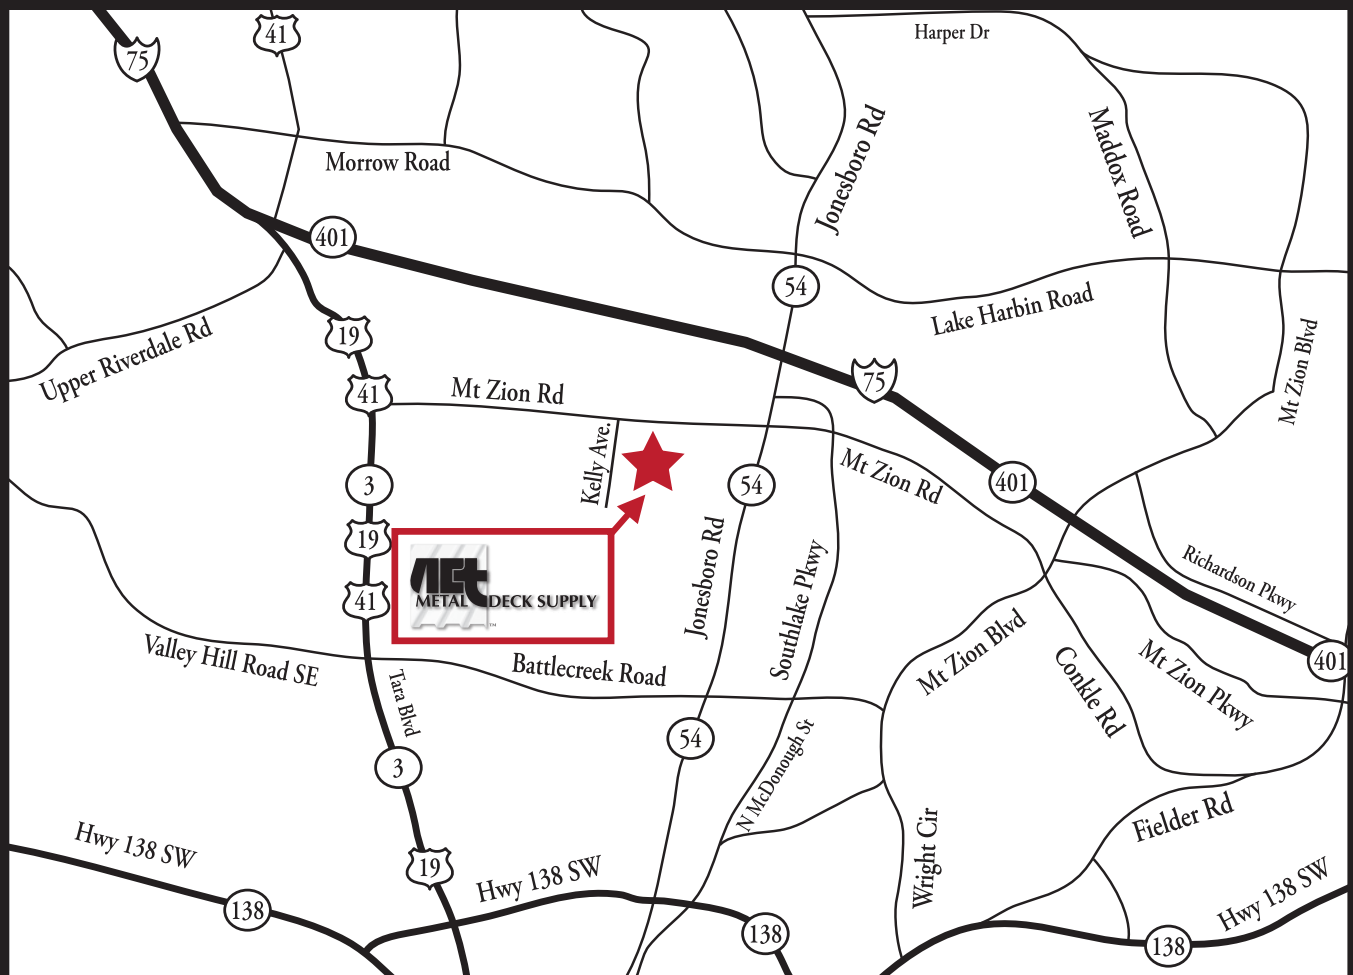 41
75
Harper Dr
Jonesboro Rd
Maddox Road
Morrow Road
401
54
Lake Harbin Road
19
Upper Riverdale Rd
Mt Zion Blvd
75
41
Mt Zion Rd
Kelly Ave.
Mt Zion Rd
3
54
401
19
Jonesboro Rd
Southlake Pkwy
Richardson Pkwy
41
ACt
METAL DECK SUPPLY
™
Valley Hill Road SE
Battlecreek Road
Mt Zion Blvd
Conkle Rd
Mt Zion Pkwy
401
Tara Blvd
54
3
N McDonough St
Hwy 138 SW
Wright Cir
Fielder Rd
19
Hwy 138 SW
Hwy 138 SW
138
138
138